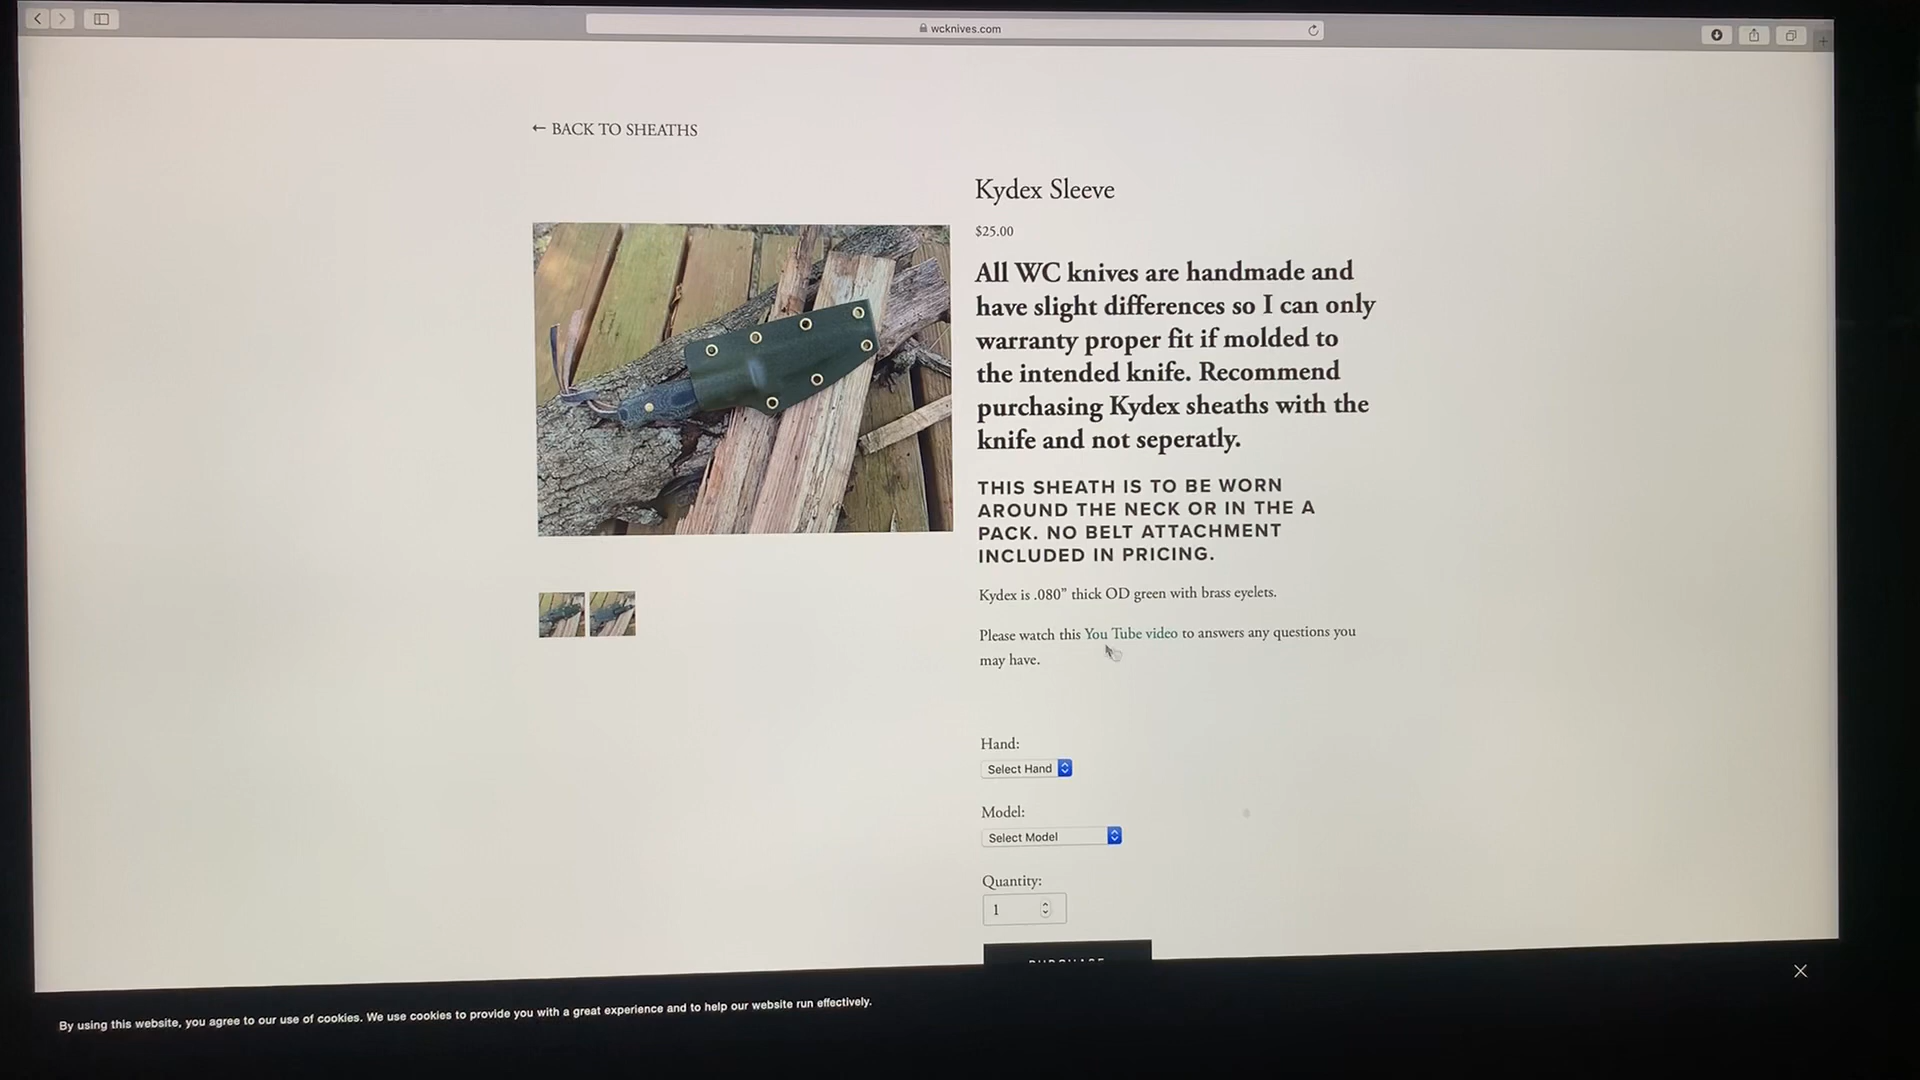 wcknives.com
← BACK TO SHEATHS
Kydex Sleeve
$25.00
All WC knives are handmade and
have slight differences so I can only
warranty proper fit if molded to
the intended knife. Recommend
purchasing Kydex sheaths with the
knife and not seperatly.
THIS SHEATH IS TO BE WORN
AROUND THE NECK OR IN THE A
PACK. NO BELT ATTACHMENT
INCLUDED IN PRICING.
Kydex is .080” thick OD green with brass eyelets.
Please watch this You Tube video to answers any questions you
may have.
Hand:
Select Hand
Model:
Select Model
Quantity:
1
PURCHASE
By using this website, you agree to our use of cookies. We use cookies to provide you with a great experience and to help our website run effectively.